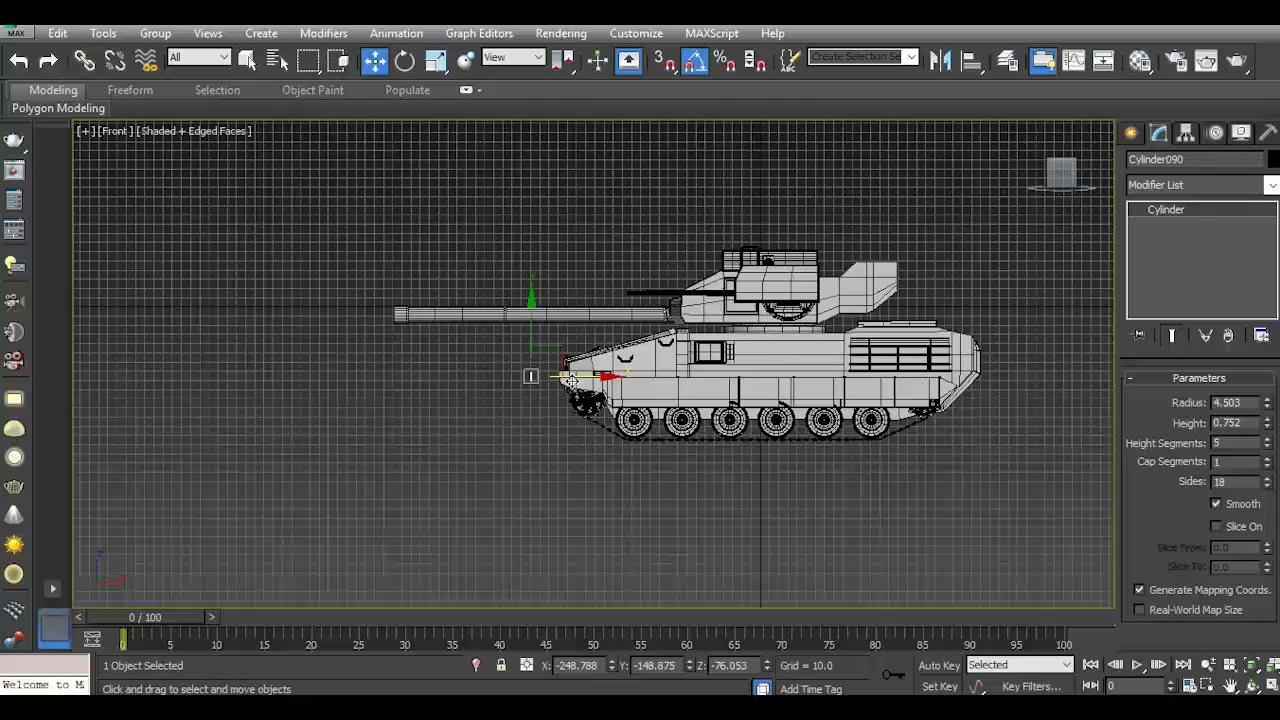 MAX Edit Tools Group Views Create Modifiers Animation Graph Editors Rendering Customize MAXScript Help
All View 3 % ABC Create Selection Se
Modeling Freeform Selection Object Paint Populate
Polygon Modeling
[+] [Front] [Shaded + Edged Faces]
Cylinder090
Modifier List
Cylinder
- Parameters
Radius: 4.503
Height: 0.752
Height Segments: 5
Cap Segments: 1
Sides: 18
Smooth
Slice On
Slice From: 0.0
Slice To: 0.0
Generate Mapping Coords.
Real-World Map Size
z
< 0 / 100 >
0 5 10 15 20 25 30 35 40 45 50 55 60 65 70 75 80 85 90 95 100
1 Object Selected X: -248.788 Y: -148.875 Z: -76.053 Grid = 10.0 Auto Key Selected
Welcome to M Click and drag to select and move objects Add Time Tag Set Key Key Filters... 0